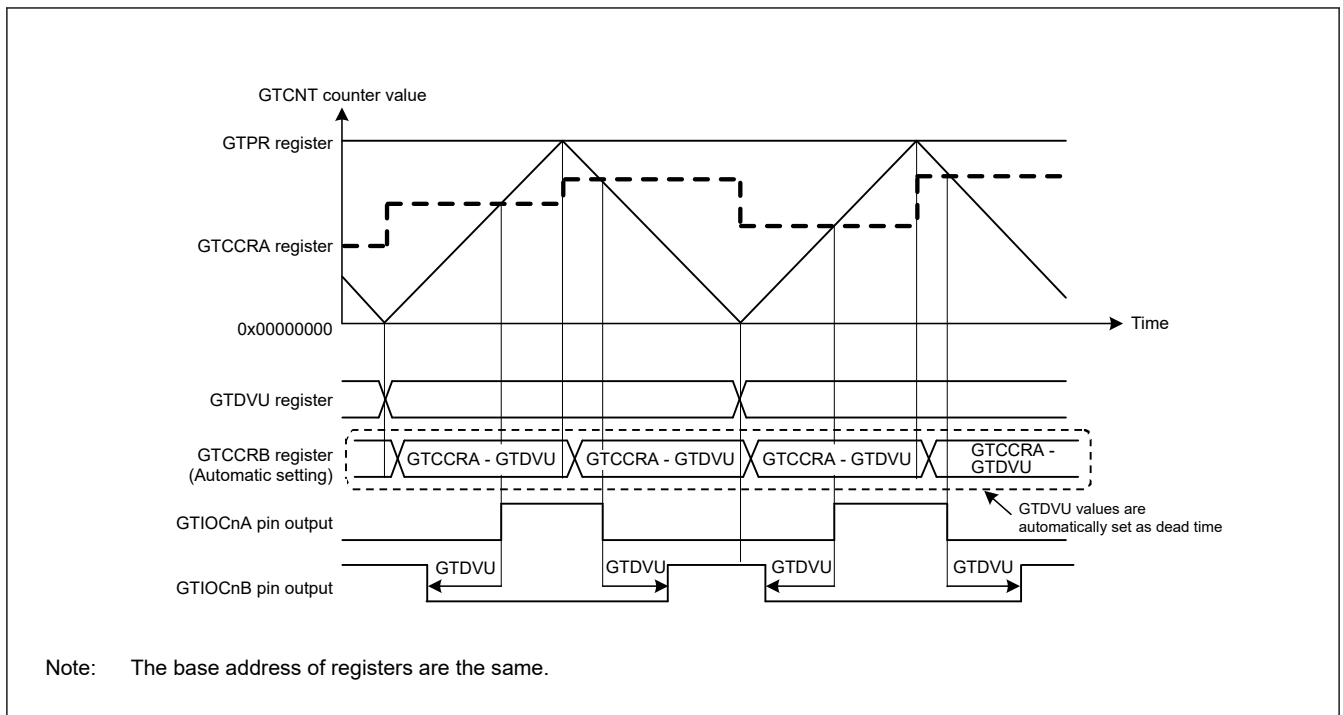 GTCNT counter value
GTPR register
GTCCRA register
0x00000000
Time
GTDVU register
GTCCRB register
(Automatic setting)
GTCCRA - GTDVU
GTCCRA - GTDVU
GTCCRA - GTDVU
GTCCRA -
GTDVU
GTDVU values are
automatically set as dead time
GTIOCnA pin output
GTDVU
GTDVU
GTDVU
GTDVU
GTIOCnB pin output
Note: The base address of registers are the same.